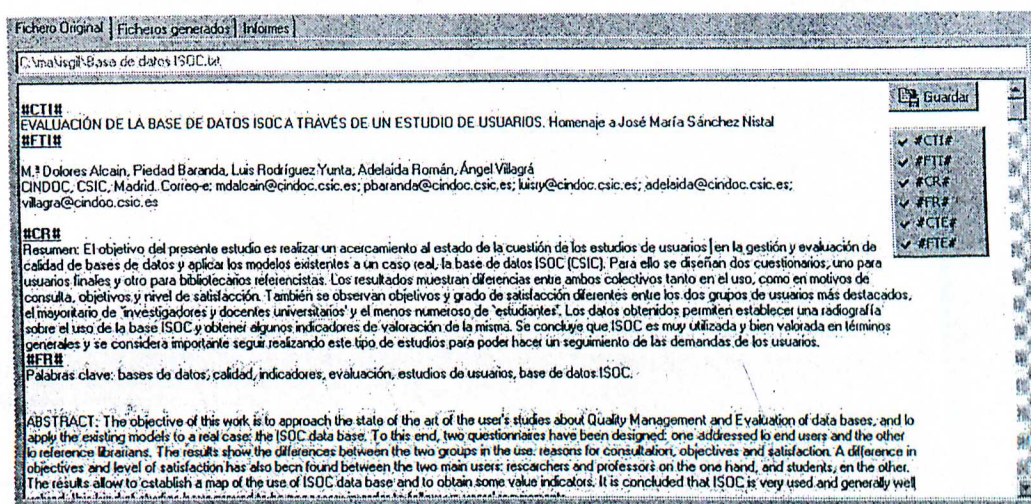 Fichero Original | Ficheros generados | Informes
C:\ma\isgil\Base de datos ISOC.txt
Guardar
#CTI#
EVALUACIÓN DE LA BASE DE DATOS ISOC A TRAVÉS DE UN ESTUDIO DE USUARIOS. Homenaje a José María Sánchez Nistal
#FTI#
✓ #CTI#
✓ #FTI#
✓ #CR#
✓ #FR#
✓ #CTE#
✓ #FTE#
M.ª Dolores Alcain, Piedad Baranda, Luis Rodríguez Yunta, Adelaida Román, Ángel Villagrá
CINDOC, CSIC, Madrid. Correo-e: mdalcain@cindoc.csic.es; pbaranda@cindoc.csic.es; luisry@cindoc.csic.es; adelaida@cindoc.csic.es;
villagra@cindoc.csic.es
#CR#
Resumen: El objetivo del presente estudio es realizar un acercamiento al estado de la cuestión de los estudios de usuarios en la gestión y evaluación de
calidad de bases de datos y aplicar los modelos existentes a un caso real, la base de datos ISOC (CSIC). Para ello se diseñan dos cuestionarios, uno para
usuarios finales y otro para bibliotecarios referencistas. Los resultados muestran diferencias entre ambos colectivos tanto en el uso, como en motivos de
consulta, objetivos y nivel de satisfacción. También se observan objetivos y grado de satisfacción diferentes entre los dos grupos de usuarios más destacados,
el mayoritario de 'investigadores y docentes universitarios' y el menos numeroso de 'estudiantes'. Los datos obtenidos permiten establecer una radiografía
sobre el uso de la base ISOC y obtener algunos indicadores de valoración de la misma. Se concluye que ISOC es muy utilizada y bien valorada en términos
generales y se considera importante seguir realizando este tipo de estudios para poder hacer un seguimiento de las demandas de los usuarios.
#FR#
Palabras clave: bases de datos, calidad, indicadores, evaluación, estudios de usuarios, base de datos ISOC.
ABSTRACT: The objective of this work is to approach the state of the art of the user's studies about Quality Management and Evaluation of data bases, and to
apply the existing models to a real case: the ISOC data base. To this end, two questionnaires have been designed: one addressed to end users and the other
to reference librarians. The results show the differences between the two groups in the use, reasons for consultation, objectives and satisfaction. A difference in
objectives and level of satisfaction has also been found between the two main users: researchers and professors on the one hand, and students, en the other.
The results allow to establish a map of the use of ISOC data base and to obtain some value indicators. It is concluded that ISOC is very used and generally well